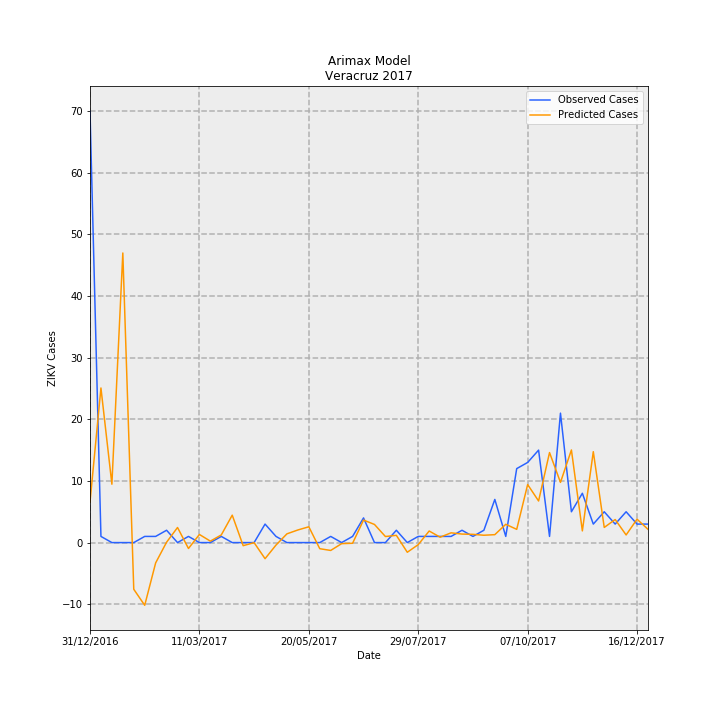 Arimax Model
Veracruz 2017
Observed Cases
Predicted Cases
70
60
50
40
30
20
10
0
−10
ZIKV Cases
31/12/2016 11/03/2017 20/05/2017 29/07/2017 07/10/2017 16/12/2017
Date